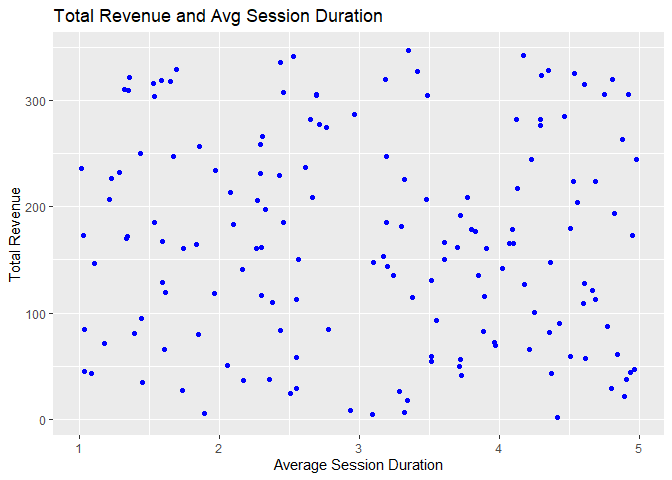 Total Revenue and Avg Session Duration
Total Revenue
300
200
100
0
1 2 3 4 5
Average Session Duration